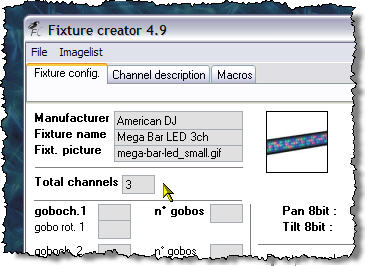 Fixture creator 4.9
File Imagelist
Fixture config. Channel description Macros
Manufacturer American DJ
Fixture name Mega Bar LED 3ch
Fixt. picture mega-bar-led_small.gif
Total channels 3
goboch.1 n° gobos Pan 8bit :
gobo rot. 1 Tilt 8bit :
goboch. 2 n° gobos